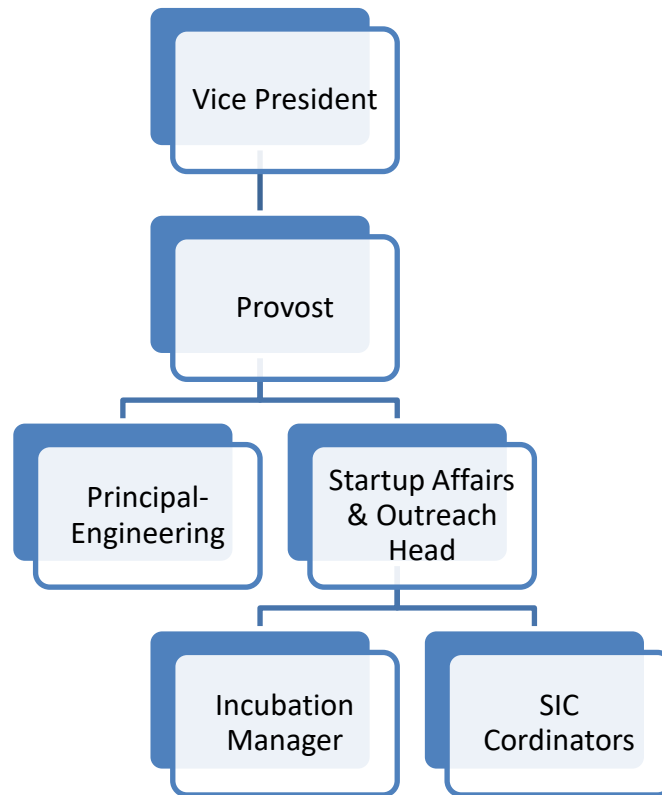 Vice President
Provost
Principal-
Engineering
Startup Affairs
& Outreach
Head
Incubation
Manager
SIC
Cordinators